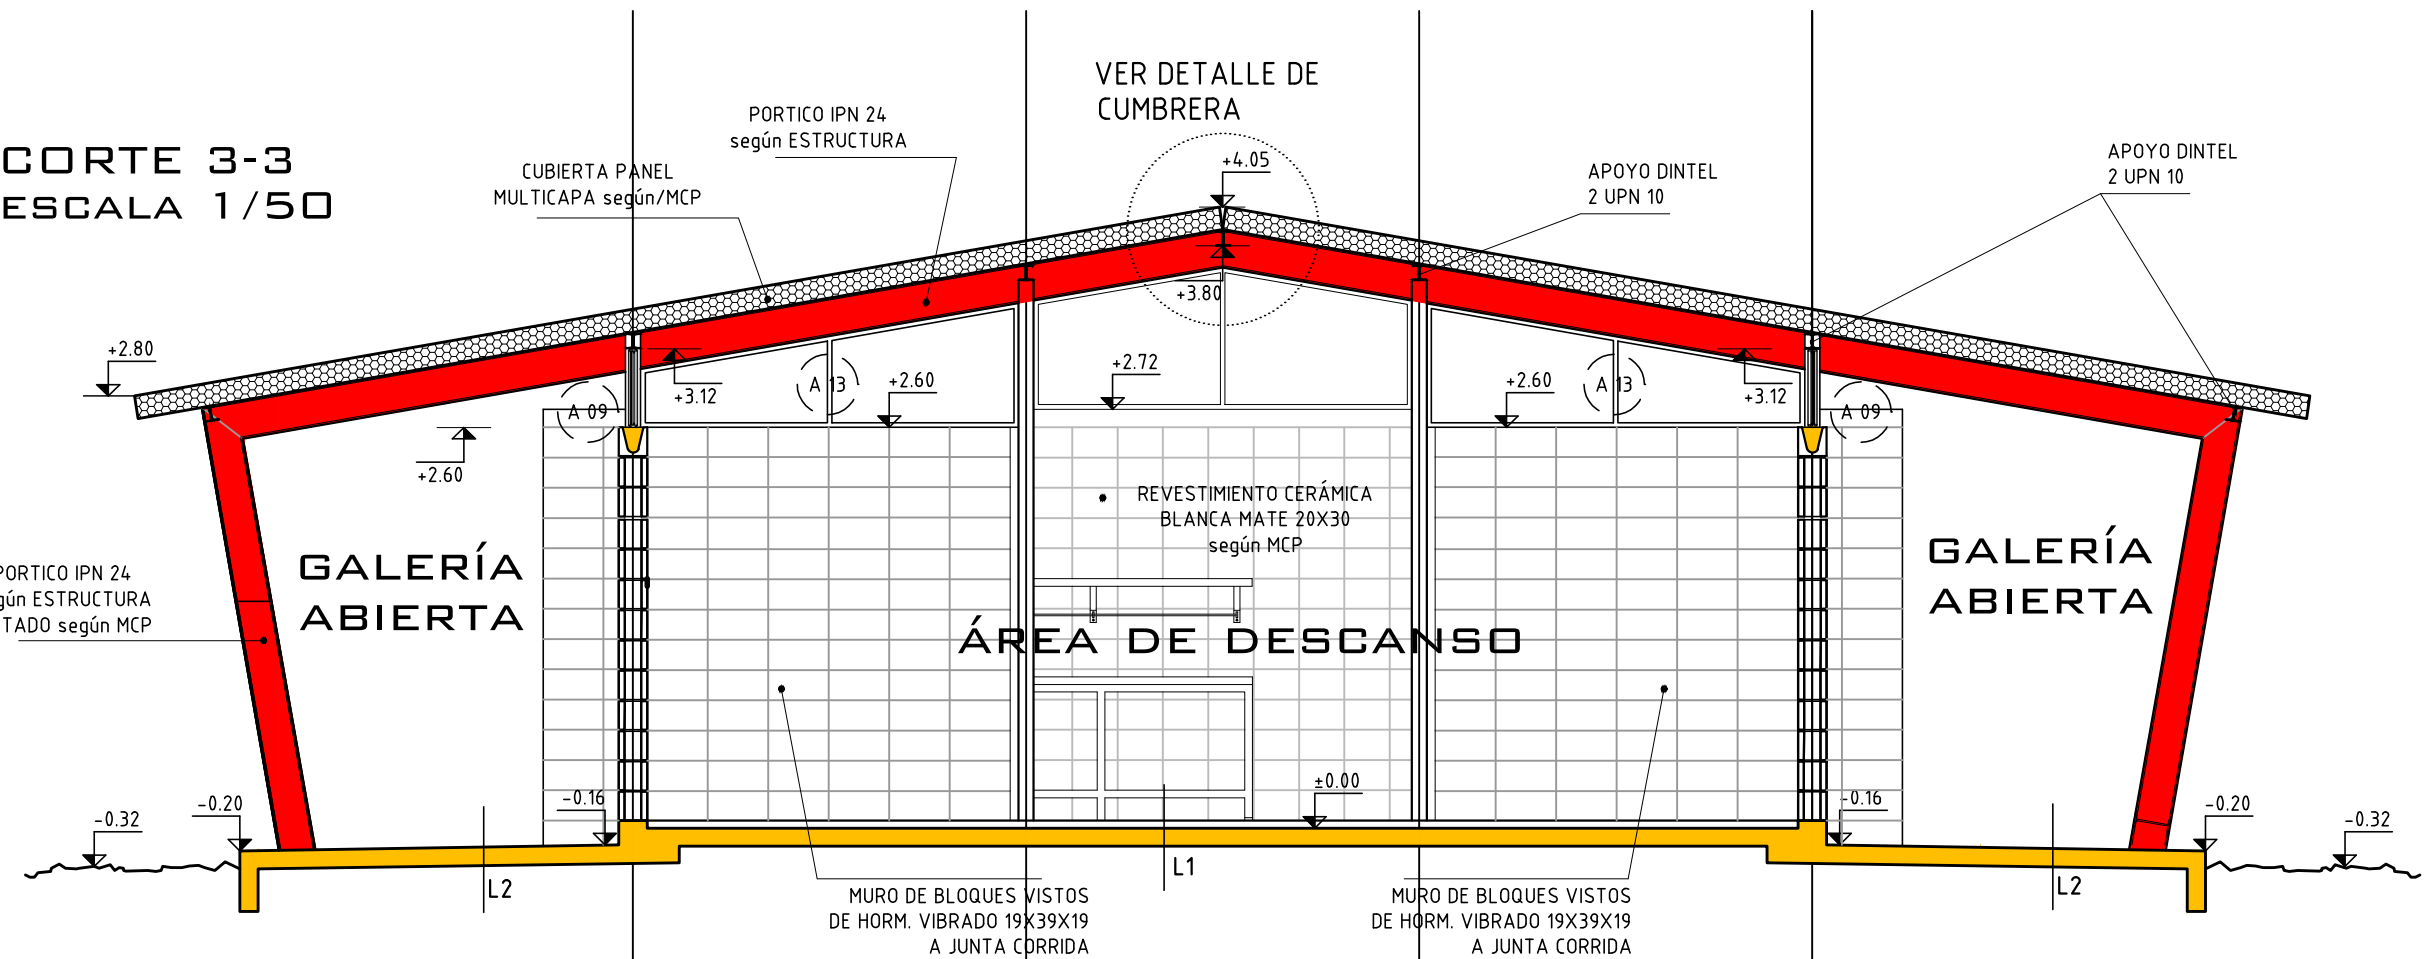 VER DETALLE DE
CUMBRERA
PORTICO IPN 24
según ESTRUCTURA
CORTE 3-3
ESCALA 1/50
CUBIERTA PANEL
MULTICAPA según/MCP
+4.05
APOYO DINTEL
2 UPN 10
APOYO DINTEL
2 UPN 10
+3.80
+2.80
+3.12
A 13
+2.60
+2.72
+2.60
A 13
+3.12
A 09
A 09
+2.60
REVESTIMIENTO CERÁMICA
BLANCA MATE 20X30
según MCP
GALERÍA
ABIERTA
GALERÍA
ABIERTA
PORTICO IPN 24
gún ESTRUCTURA
TADO según MCP
ÁREA DE DESCANSO
-0.32
-0.20
-0.16
±0.00
-0.16
-0.20
-0.32
L2
L1
L2
MURO DE BLOQUES VISTOS
DE HORM. VIBRADO 19X39X19
A JUNTA CORRIDA
MURO DE BLOQUES VISTOS
DE HORM. VIBRADO 19X39X19
A JUNTA CORRIDA